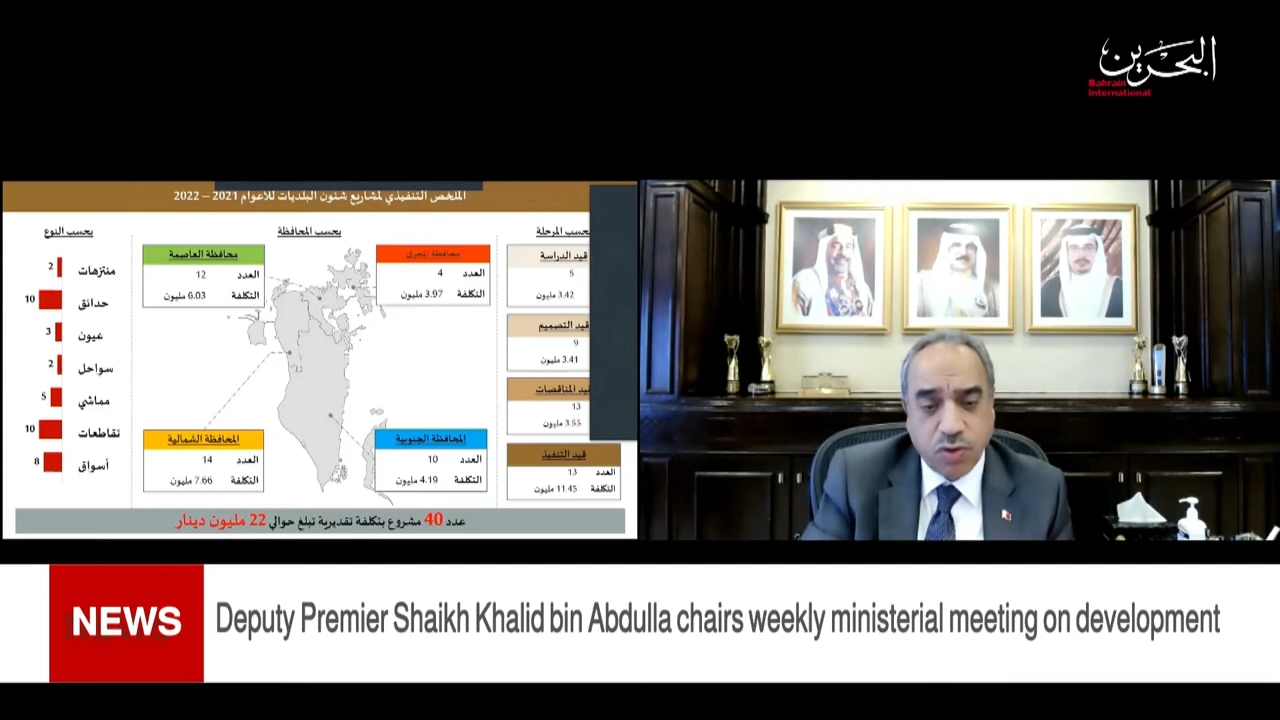 البحرين
Bahrain
International
الملخص التنفيذي لمشاريع شئون البلديات للأعوام 2021 – 2022
بحسب المرحلة
قيد الدراسة
5
3.42 مليون
قيد التصميم
9
3.41 مليون
قيد المناقصات
13
3.55 مليون
قيد التنفيذ
العدد 13
التكلفة 11.45 مليون
بحسب المحافظة
محافظة المحرق
العدد 4
التكلفة 3.97 مليون
محافظة العاصمة
العدد 12
التكلفة 6.03 مليون
المحافظة الجنوبية
العدد 10
التكلفة 4.19 مليون
المحافظة الشمالية
العدد 14
التكلفة 7.66 مليون
بحسب النوع
منتزهات 2
حدائق 10
عيون 3
سواحل 2
مماشي 5
تقاطعات 10
أسواق 8
عدد 40 مشروع بتكلفة تقديرية تبلغ حوالي 22 مليون دينار
NEWS
Deputy Premier Shaikh Khalid bin Abdulla chairs weekly ministerial meeting on development